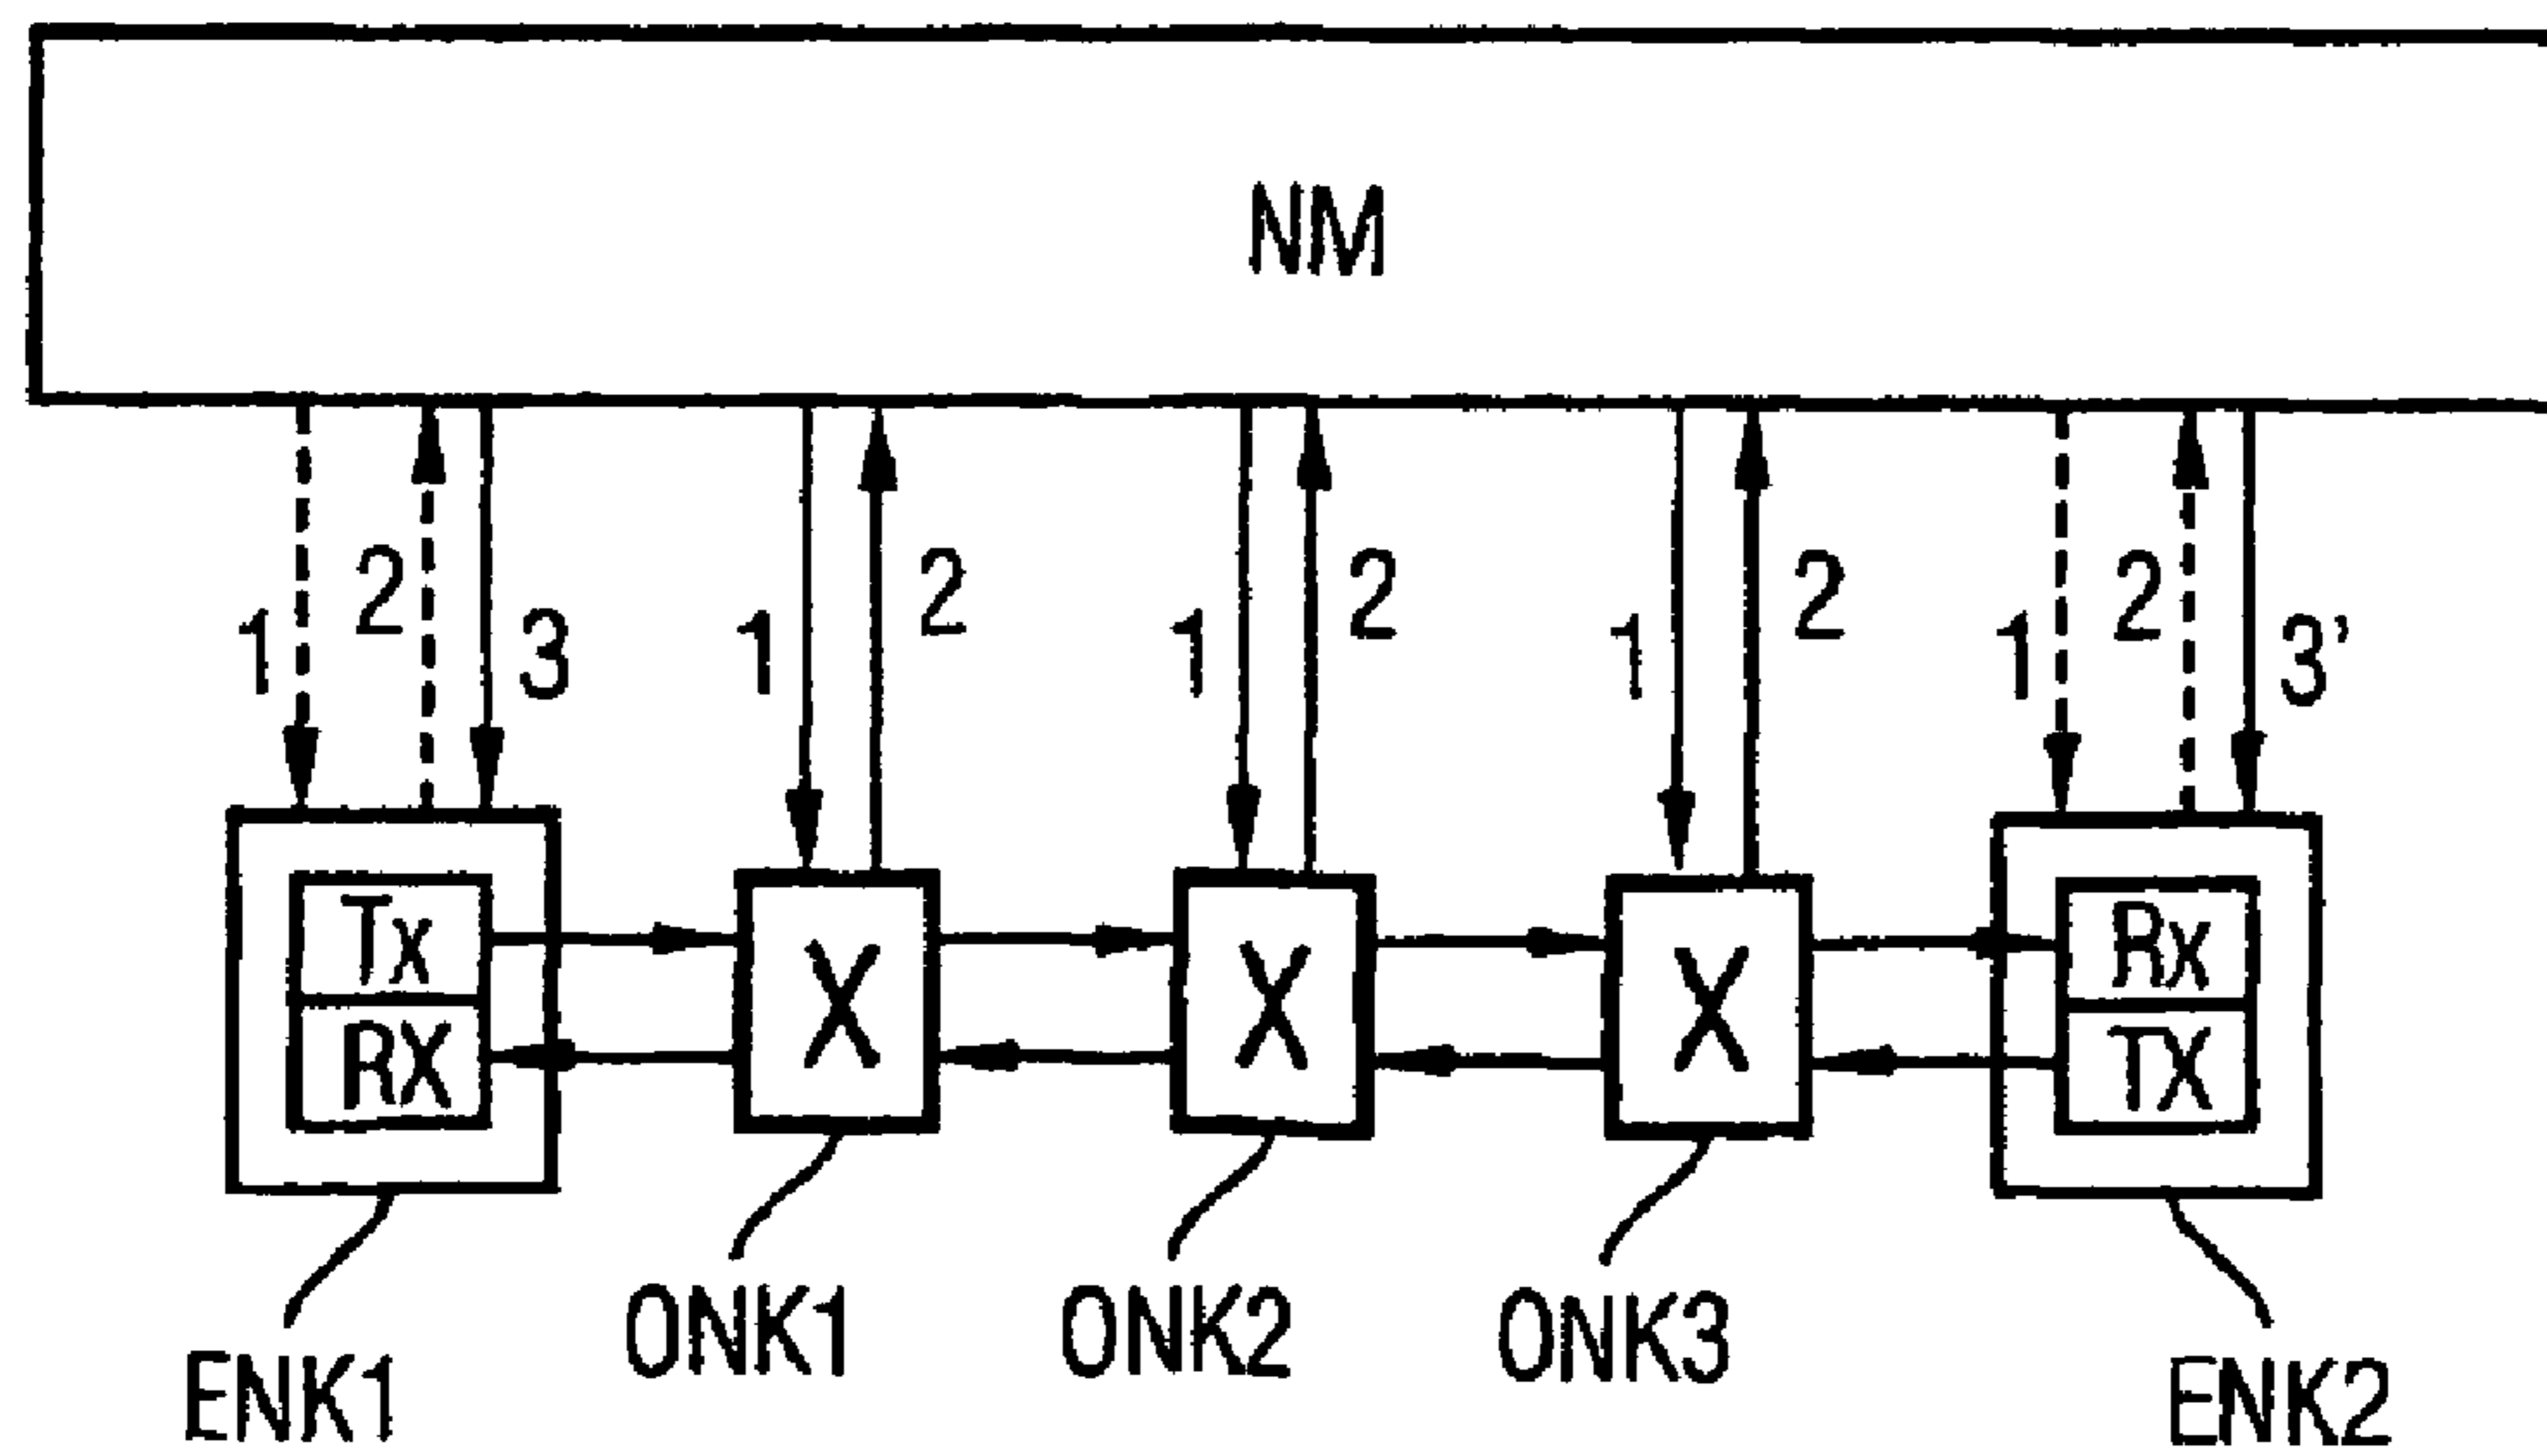 NM
1 2 3 1 2 1 2 1 2 1 2 3'
Tx X X X Rx
RX TX
ONK1 ONK2 ONK3
ENK1 ENK2